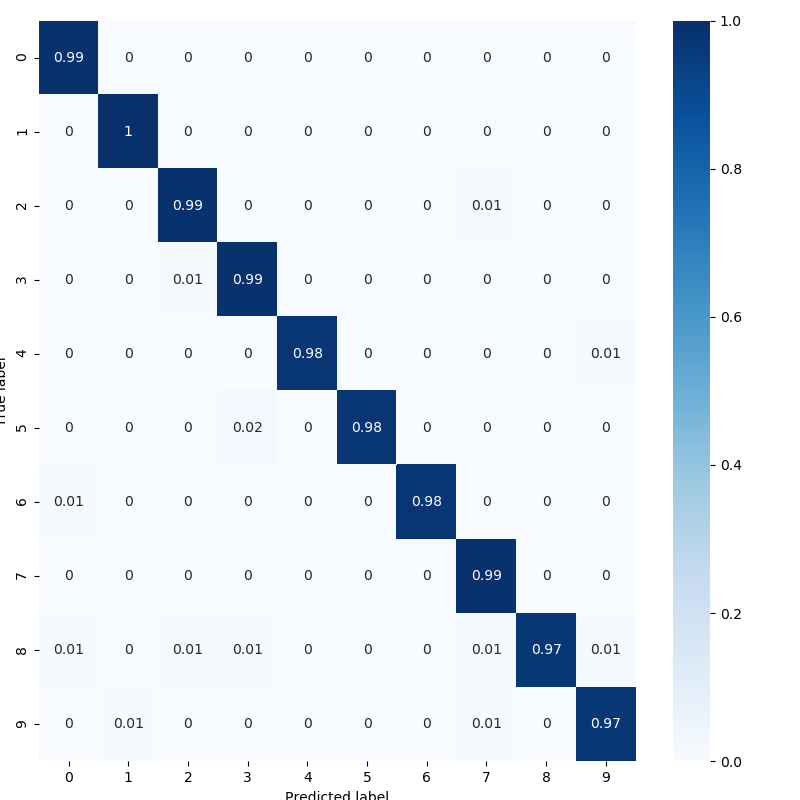 0 0.99 0 0 0 0 0 0 0 0 0
1 0 1 0 0 0 0 0 0 0 0
2 0 0 0.99 0 0 0 0 0.01 0 0
3 0 0 0.01 0.99 0 0 0 0 0 0
4 0 0 0 0 0.98 0 0 0 0 0.01
5 0 0 0 0.02 0 0.98 0 0 0 0
6 0.01 0 0 0 0 0 0.98 0 0 0
7 0 0 0 0 0 0 0 0.99 0 0
8 0.01 0 0.01 0.01 0 0 0 0.01 0.97 0.01
9 0 0.01 0 0 0 0 0 0.01 0 0.97
0 1 2 3 4 5 6 7 8 9
Predicted label
True label
1.0
0.8
0.6
0.4
0.2
0.0